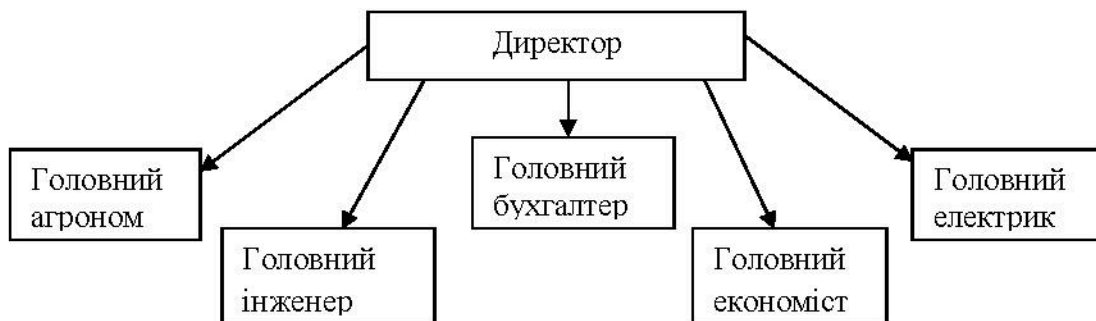 Директор
Головний
агроном
Головний
інженер
Головний
бухгалтер
Головний
економіст
Головний
електрик